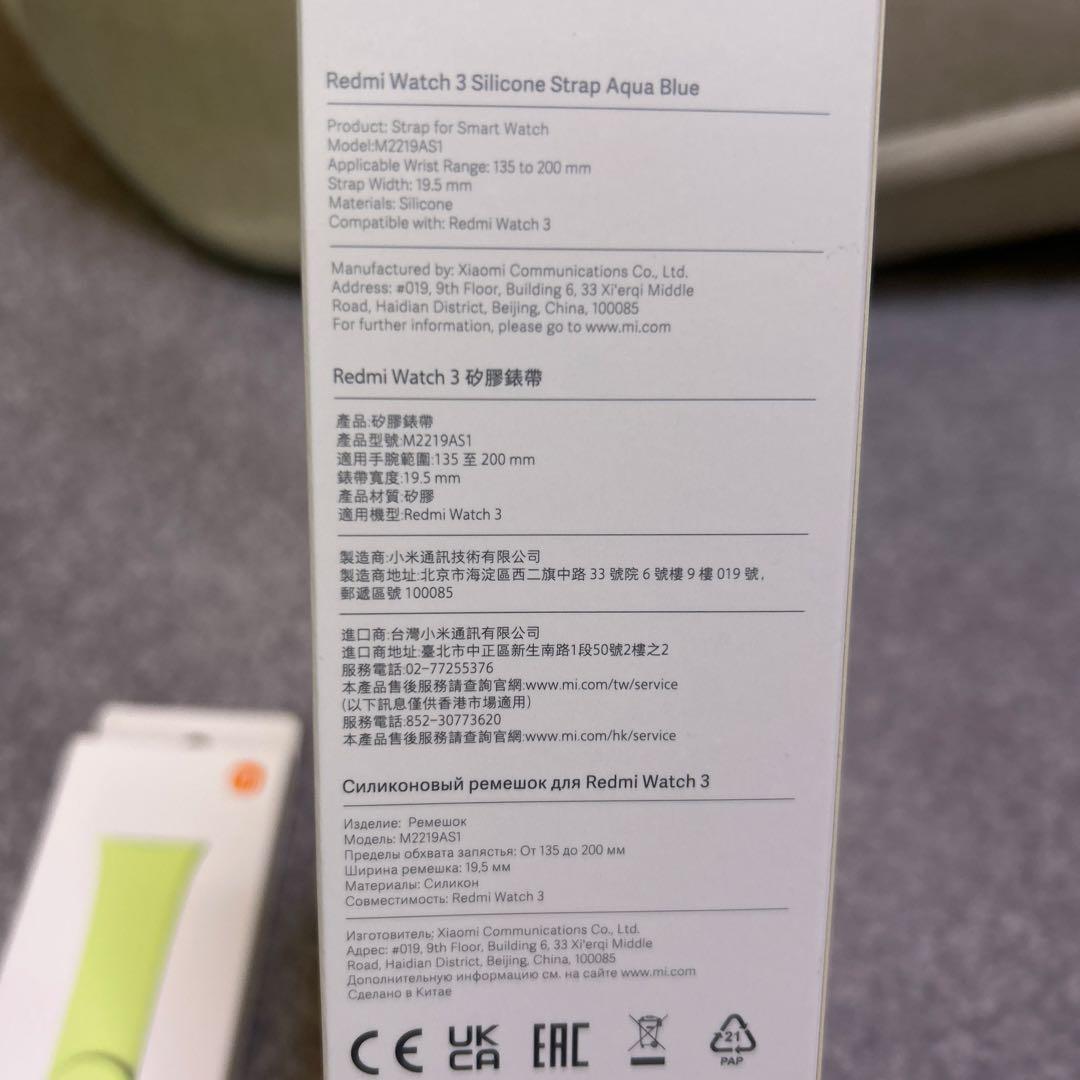 Redmi Watch 3 Silicone Strap Aqua Blue
Product: Strap for Smart Watch
Model:M2219AS1
Applicable Wrist Range: 135 to 200 mm
Strap Width: 19.5 mm
Materials: Silicone
Compatible with: Redmi Watch 3
Manufactured by: Xiaomi Communications Co., Ltd.
Address: #019, 9th Floor, Building 6, 33 Xi'erqi Middle
Road, Haidian District, Beijing, China, 100085
For further information, please go to www.mi.com
Redmi Watch 3 矽膠錶帶
產品:矽膠錶帶
產品型號:M2219AS1
適用手腕範圍:135 至 200 mm
錶帶寬度:19.5 mm
產品材質:矽膠
適用機型:Redmi Watch 3
製造商:小米通訊技術有限公司
製造商地址:北京市海淀區西二旗中路 33 號院 6 號樓 9 樓 019 號,
郵遞區號 100085
進口商:台灣小米通訊有限公司
進口商地址:臺北市中正區新生南路1段50號2樓之2
服務電話:02-77255376
本產品售後服務請查詢官網:www.mi.com/tw/service
(以下訊息僅供香港市場適用)
服務電話:852-30773620
本產品售後服務請查詢官網:www.mi.com/hk/service
Силиконовый ремешок для Redmi Watch 3
Изделие: Ремешок
Модель: M2219AS1
Пределы обхвата запястья: От 135 до 200 мм
Ширина ремешка: 19,5 мм
Материалы: Силикон
Совместимость: Redmi Watch 3
Изготовитель: Xiaomi Communications Co., Ltd.
Адрес: #019, 9th Floor, Building 6, 33 Xi'erqi Middle
Road, Haidian District, Beijing, China, 100085
Дополнительную информацию см. на сайте www.mi.com
Сделано в Китае
CE UK CA EAC 21 PAP